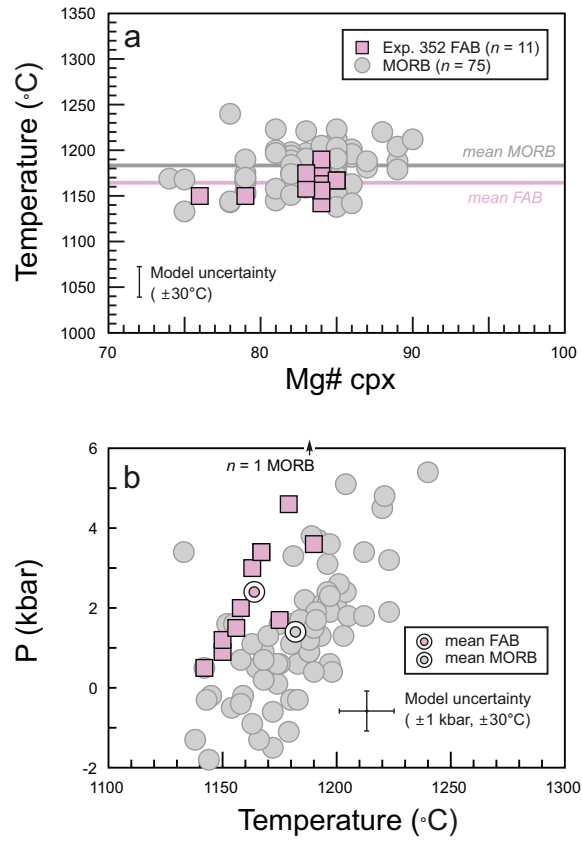 1350
1300
1250
1200
1150
1100
1050
1000
Temperature (°C)
a
Exp. 352 FAB (n = 11)
MORB (n = 75)
mean MORB
mean FAB
Model uncertainty
( ±30°C)
70
80
90
100
Mg# cpx
6
4
2
0
-2
P (kbar)
b
n = 1 MORB
mean FAB
mean MORB
Model uncertainty
( ±1 kbar, ±30°C)
1100
1150
1200
1250
1300
Temperature (°C)